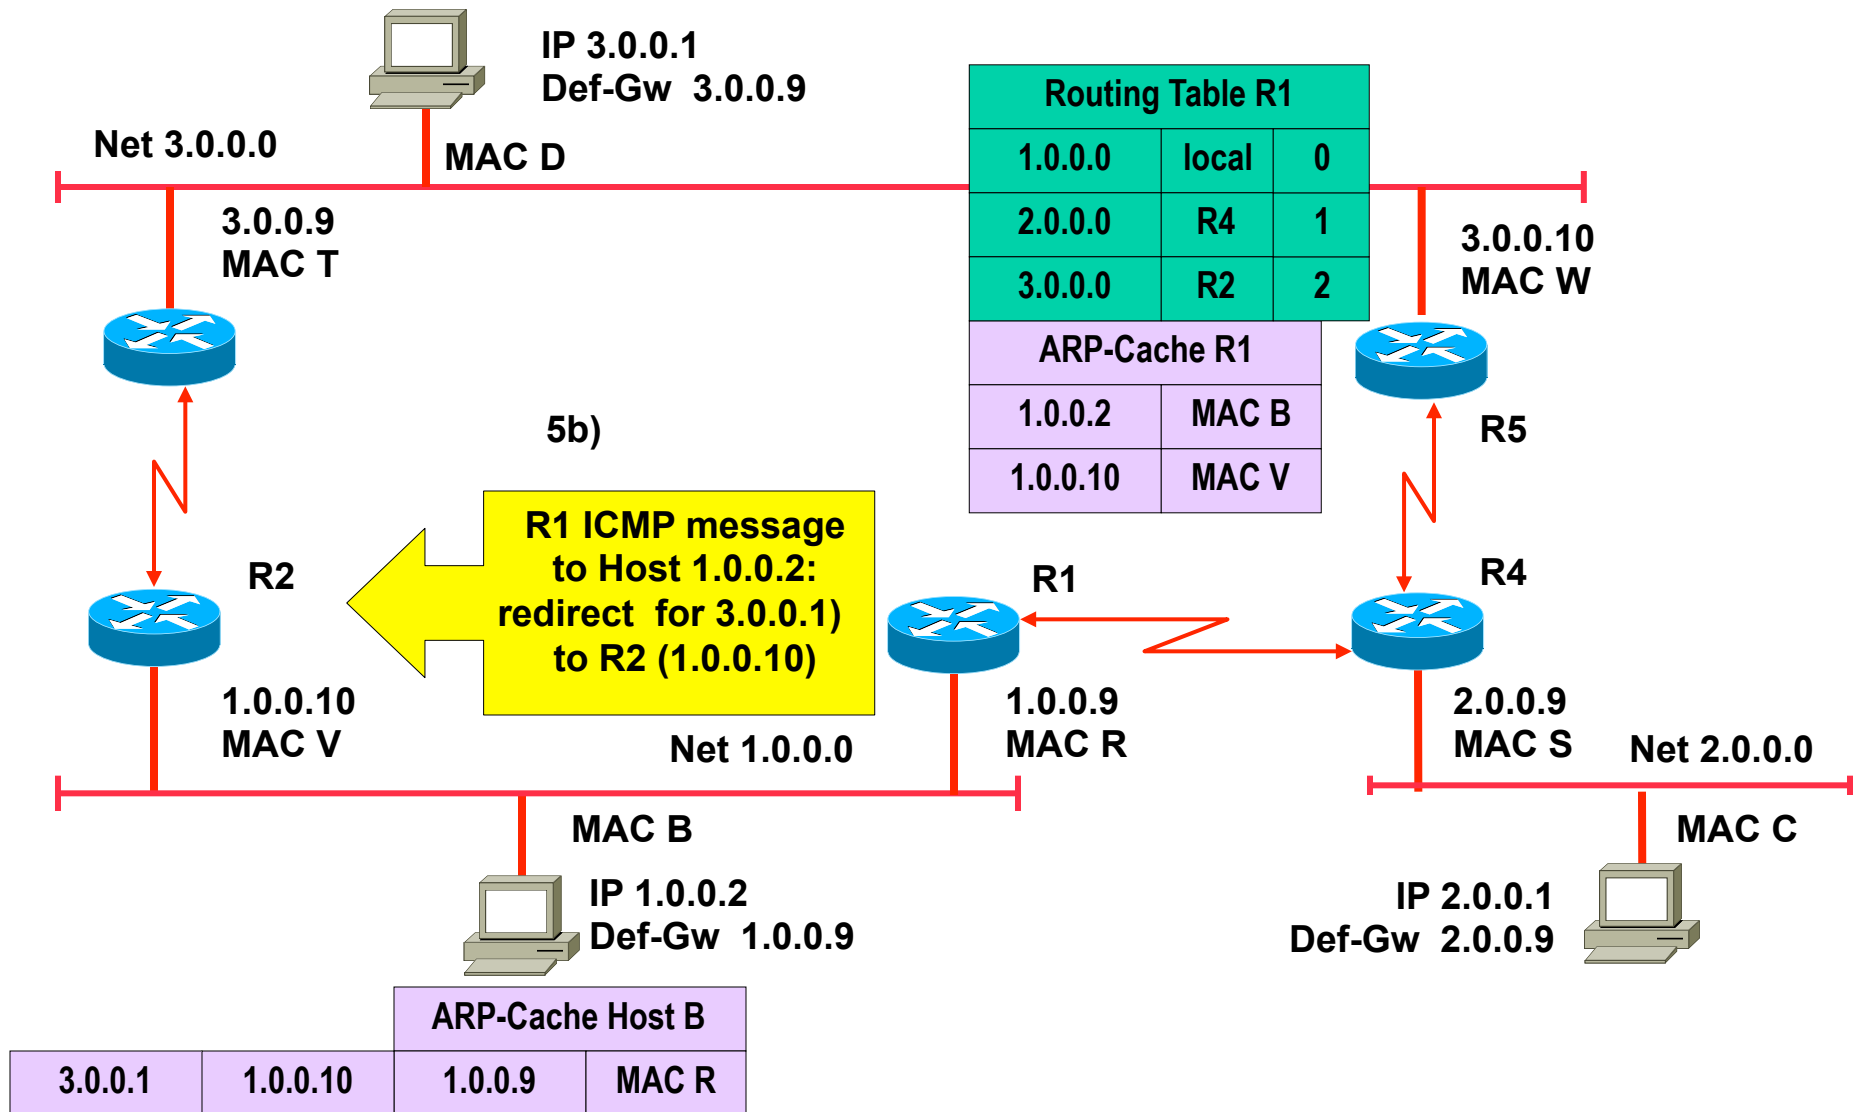 IP 3.0.0.1
Def-Gw 3.0.0.9
Net 3.0.0.0
MAC D
Routing Table R1
1.0.0.0 local 0
2.0.0.0 R4 1
3.0.0.0 R2 2
3.0.0.9
MAC T
3.0.0.10
MAC W
ARP-Cache R1
1.0.0.2 MAC B
1.0.0.10 MAC V
5b)
R5
R1 ICMP message
to Host 1.0.0.2:
redirect for 3.0.0.1)
to R2 (1.0.0.10)
R2
R1
R4
1.0.0.10
MAC V
Net 1.0.0.0
1.0.0.9
MAC R
2.0.0.9
MAC S
Net 2.0.0.0
MAC B
MAC C
IP 1.0.0.2
Def-Gw 1.0.0.9
IP 2.0.0.1
Def-Gw 2.0.0.9
ARP-Cache Host B
3.0.0.1 1.0.0.10 1.0.0.9 MAC R